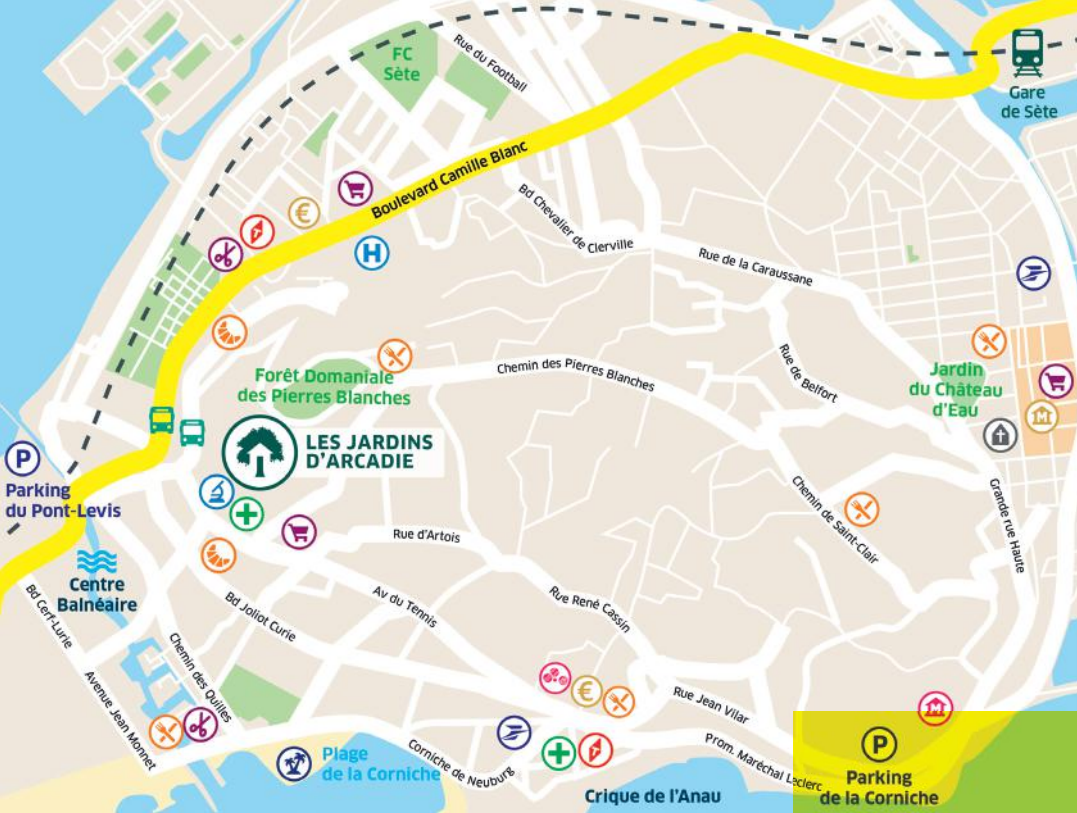 FC
Sète
Rue du Football
Gare
de Sète
Boulevard Camille Blanc
Bd Chevalier de Clerville
Rue de la Caraussane
€
H
Forêt Domaniale
des Pierres Blanches
Chemin des Pierres Blanches
Rue de Belfort
Jardin
du Château
d'Eau
M
LES JARDINS
D'ARCADIE
P
Parking
du Pont-Levis
Chemin de Saint-Clair
Grande rue Haute
Rue d'Artois
Centre
Balnéaire
Bd Cerf-Lurie
Bd Joliot Curie
Av du Tennis
Rue René Cassin
Chemin des Quilles
Avenue Jean Monnet
€
Rue Jean Vilar
M
Prom. Maréchal Leclerc
P
Parking
de la Corniche
Plage
de la Corniche
Corniche de Neuburg
Crique de l'Anau